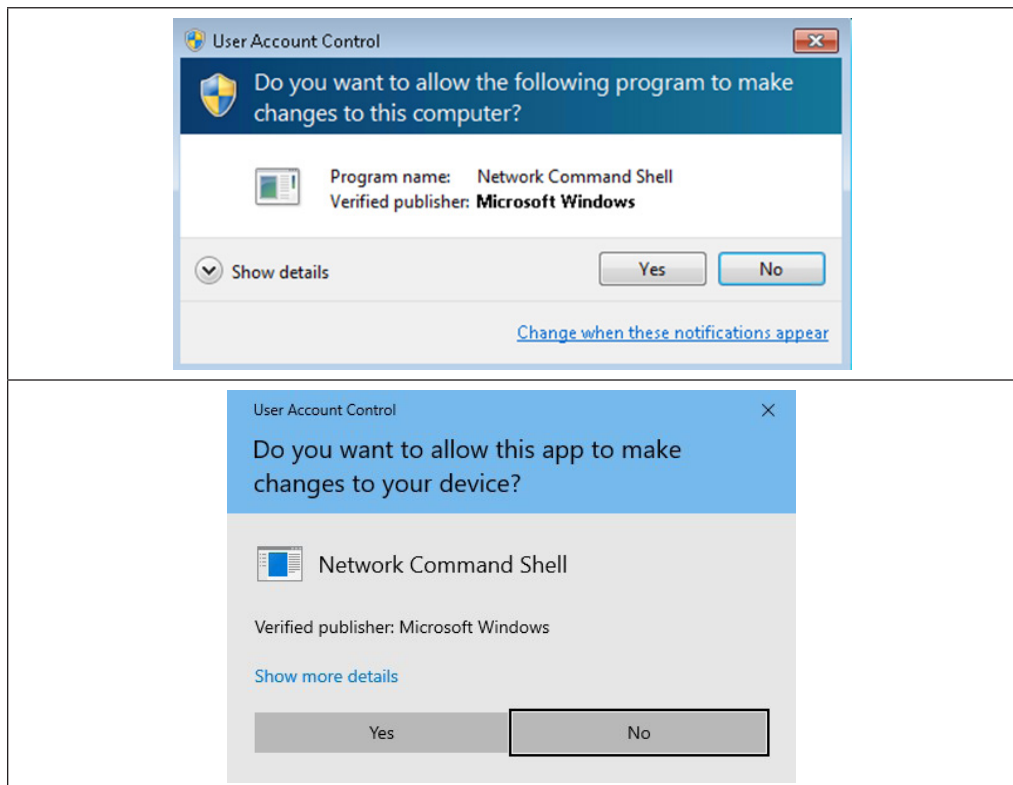 User Account Control
Do you want to allow the following program to make
changes to this computer?
Program name: Network Command Shell
Verified publisher: Microsoft Windows
Show details
Yes No
Change when these notifications appear
User Account Control
Do you want to allow this app to make
changes to your device?
Network Command Shell
Verified publisher: Microsoft Windows
Show more details
Yes No